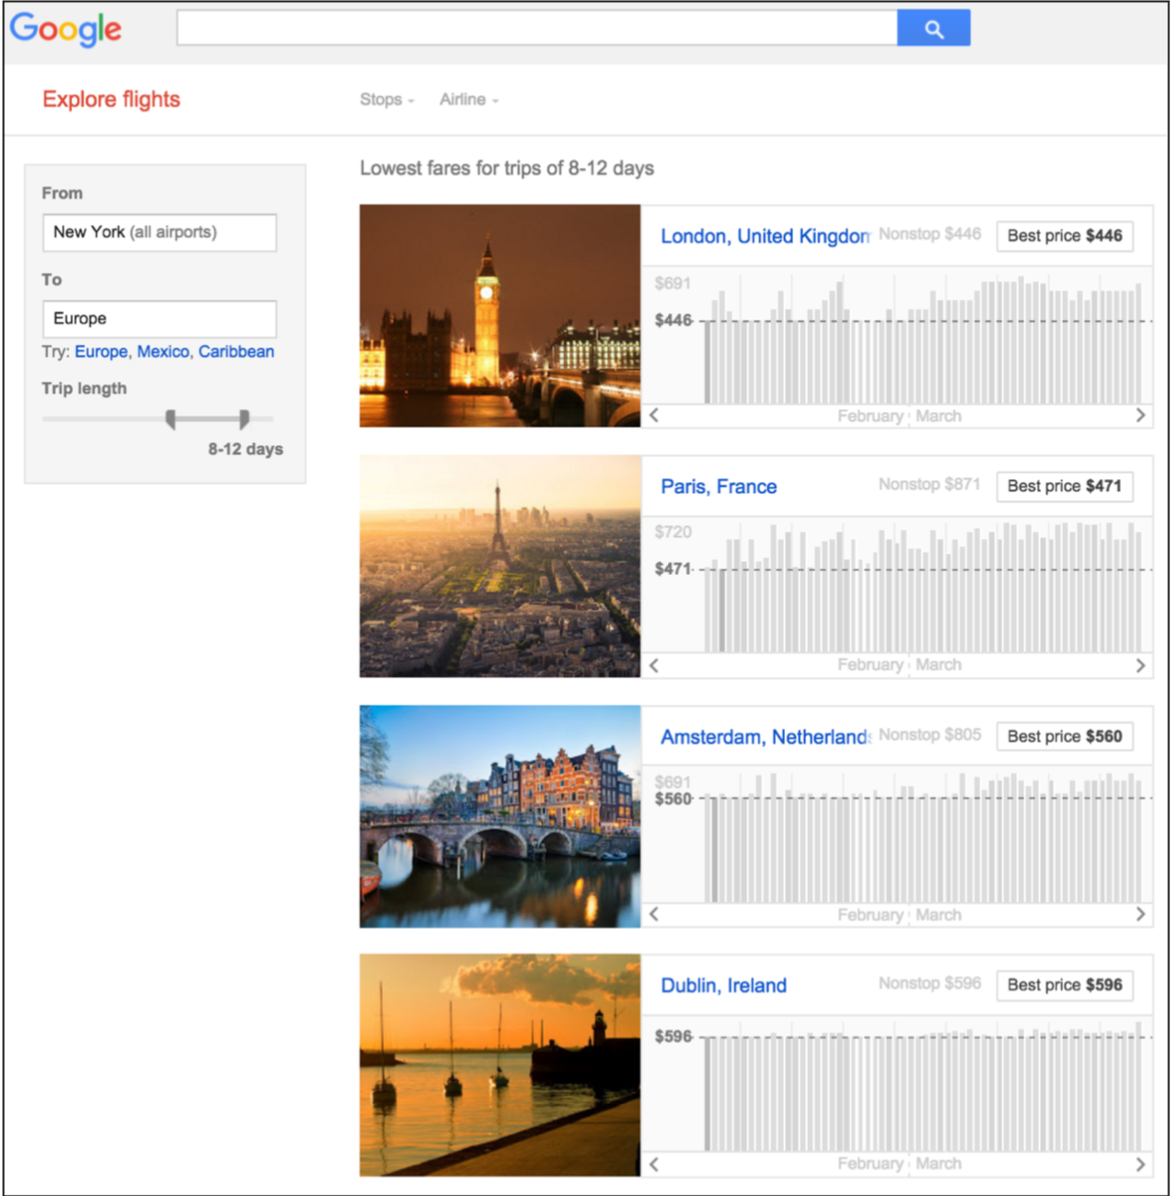 Google
Explore flights
Stops
Airline
From
New York (all airports)
To
Europe
Try: Europe, Mexico, Caribbean
Trip length
8-12 days
Lowest fares for trips of 8-12 days
London, United Kingdom
Nonstop $446
Best price $446
$691
$446
February
March
Paris, France
Nonstop $871
Best price $471
$720
$471
February
March
Amsterdam, Netherlands
Nonstop $805
Best price $560
$691
$560
February
March
Dublin, Ireland
Nonstop $596
Best price $596
$596
February
March